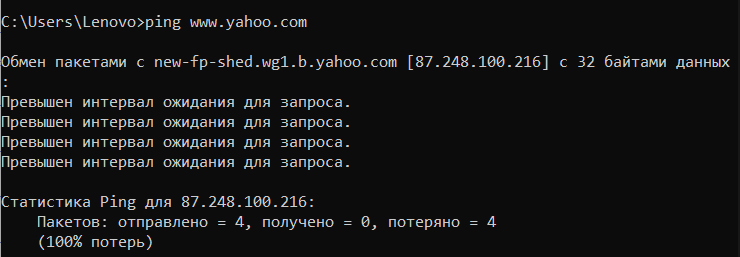 C:\Users\Lenovo>ping www.yahoo.com
Обмен пакетами с new-fp-shed.wg1.b.yahoo.com [87.248.100.216] с 32 байтами данных
:
Превышен интервал ожидания для запроса.
Превышен интервал ожидания для запроса.
Превышен интервал ожидания для запроса.
Превышен интервал ожидания для запроса.
Статистика Ping для 87.248.100.216:
Пакетов: отправлено = 4, получено = 0, потеряно = 4
(100% потерь)